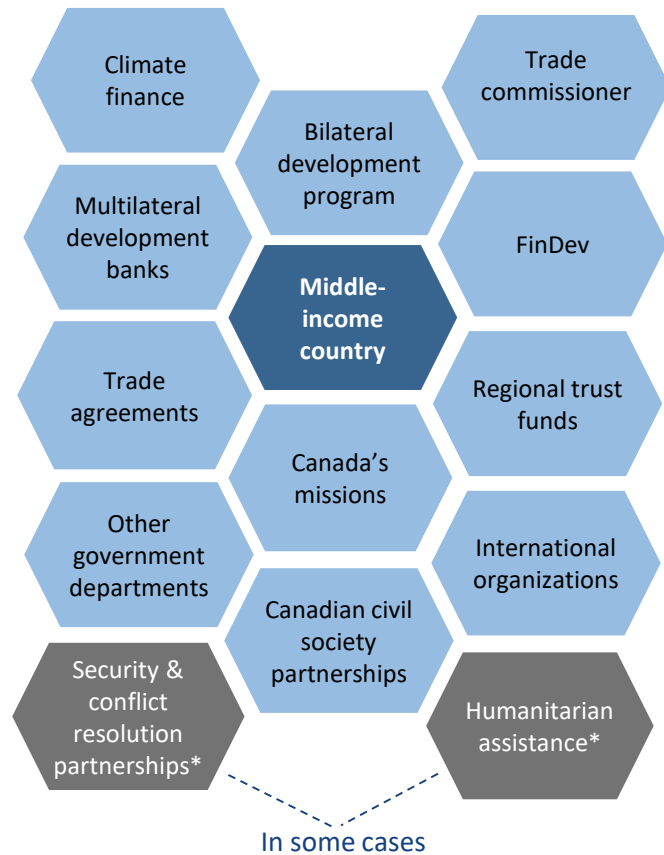 Climate
finance
Trade
commissioner
Bilateral
development
program
Multilateral
development
banks
FinDev
Middle-
income
country
Trade
agreements
Regional trust
funds
Canada's
missions
Other
government
departments
International
organizations
Canadian civil
society
partnerships
Security &
conflict
resolution
partnerships*
Humanitarian
assistance*
In some cases